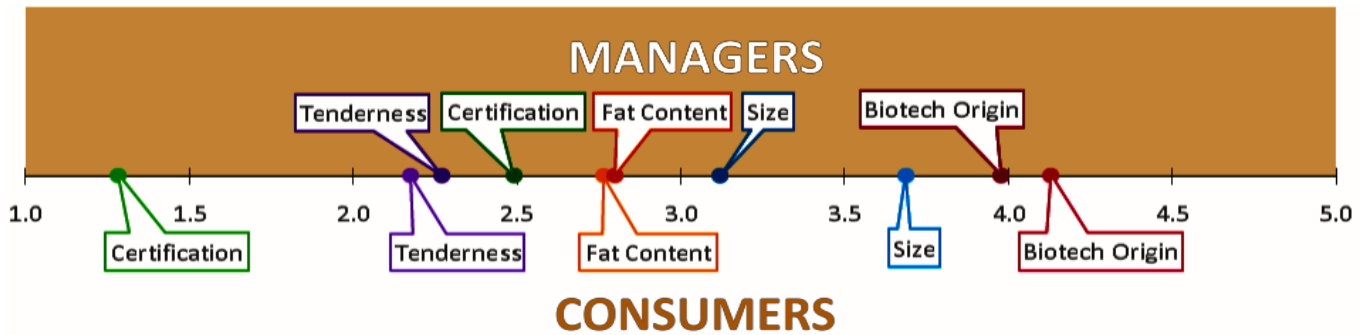 MANAGERS
Tenderness Certification Fat Content Size Biotech Origin
1.0 1.5 2.0 2.5 3.0 3.5 4.0 4.5 5.0
Certification Tenderness Fat Content Size Biotech Origin
CONSUMERS